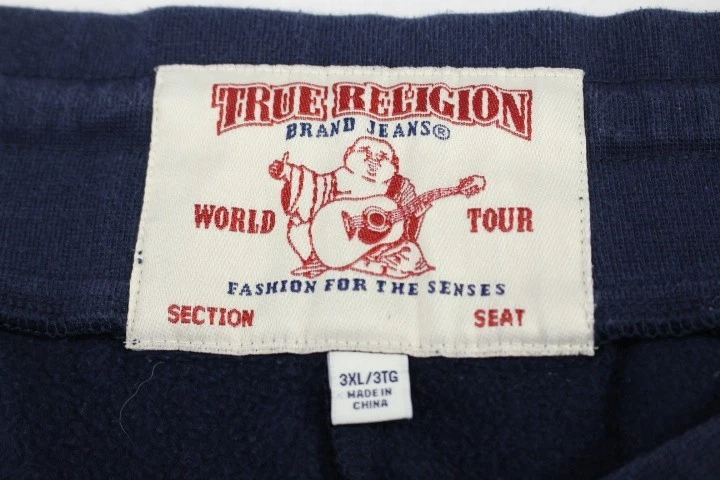 TRUE RELIGION
BRAND JEANS®
WORLD TOUR
FASHION FOR THE SENSES
SECTION SEAT
3XL/3TG
MADE IN
CHINA